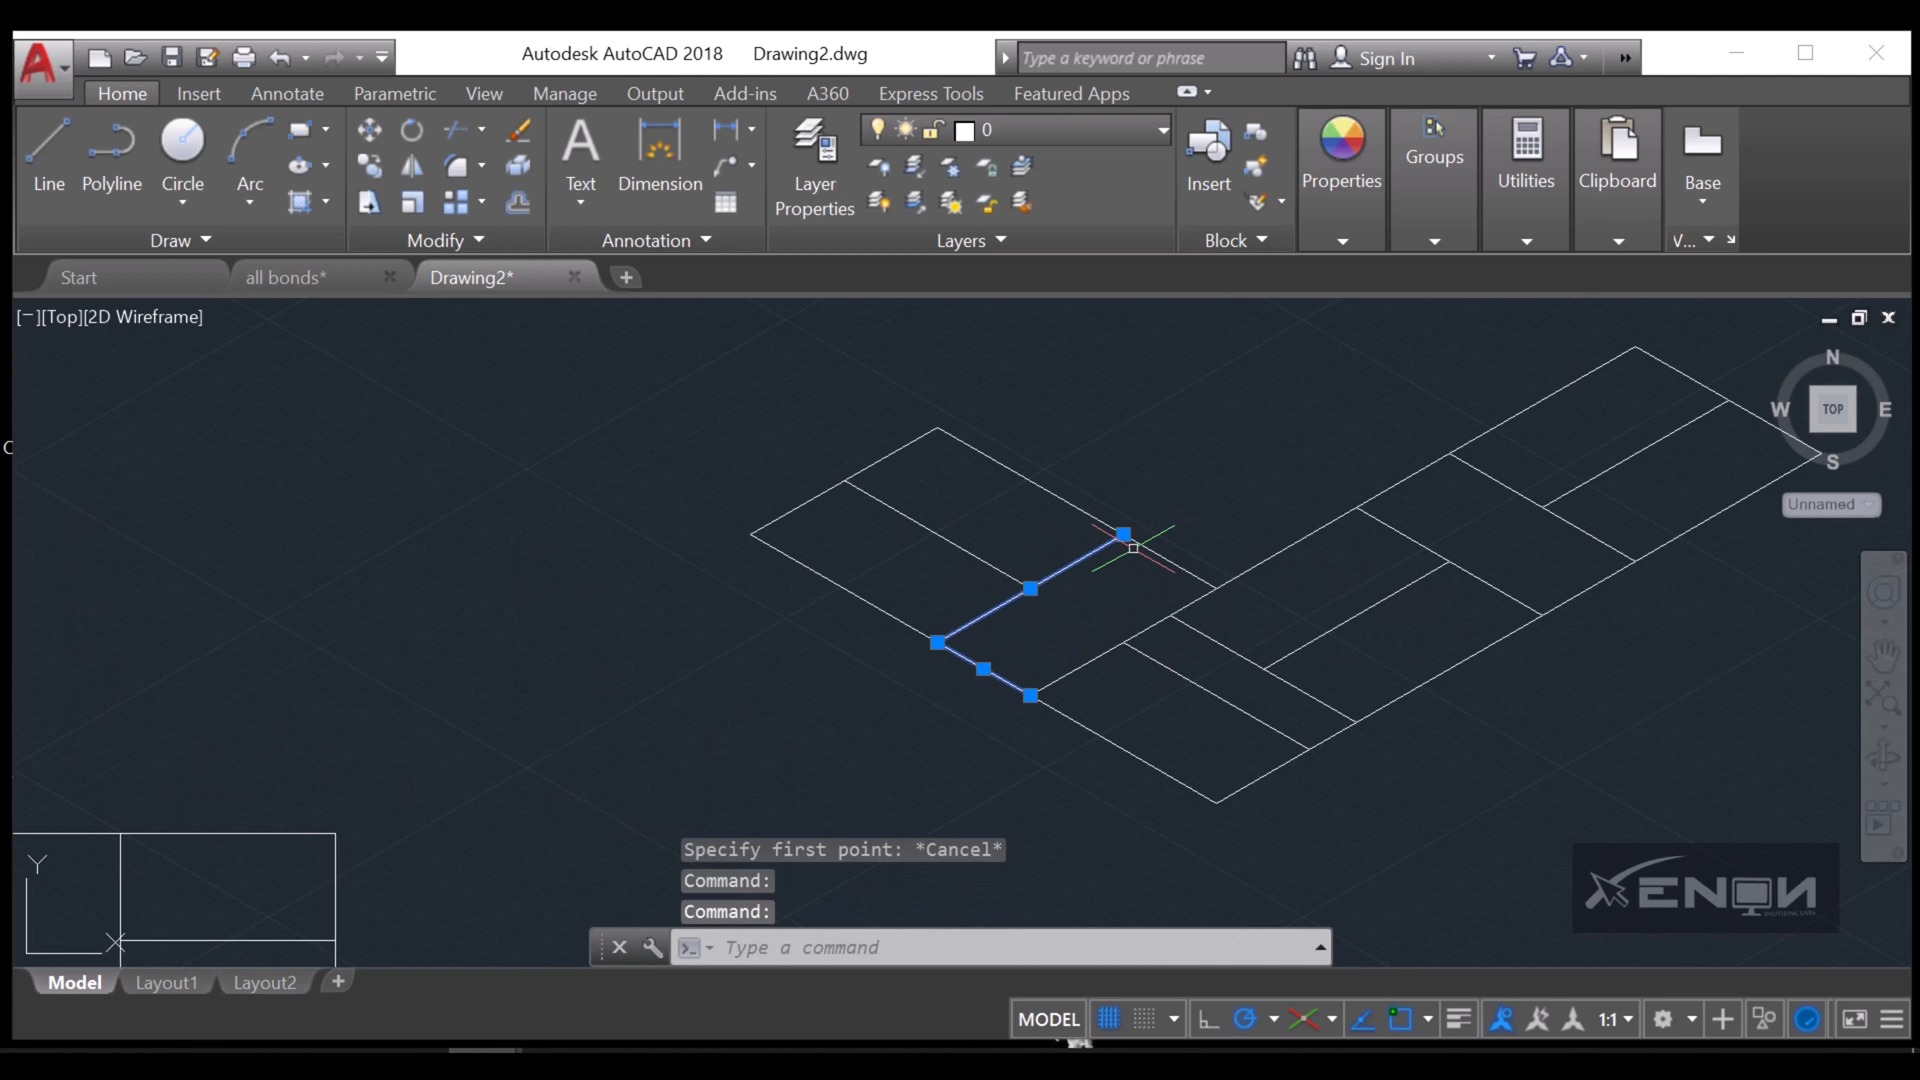 Autodesk AutoCAD 2018 Drawing2.dwg
Type a keyword or phrase
Sign In
Home Insert Annotate Parametric View Manage Output Add-ins A360 Express Tools Featured Apps
0
Line Polyline Circle Arc
Text Dimension
Layer Properties
Insert
Properties
Groups
Utilities
Clipboard
Base
Draw Modify Annotation Layers Block V...
Start all bonds* Drawing2*
[−][Top][2D Wireframe]
N
W TOP E
S
Unnamed
C
Y
X
Specify first point: *Cancel*
Command:
Command:
Type a command
XENON
Model Layout1 Layout2
MODEL 1:1